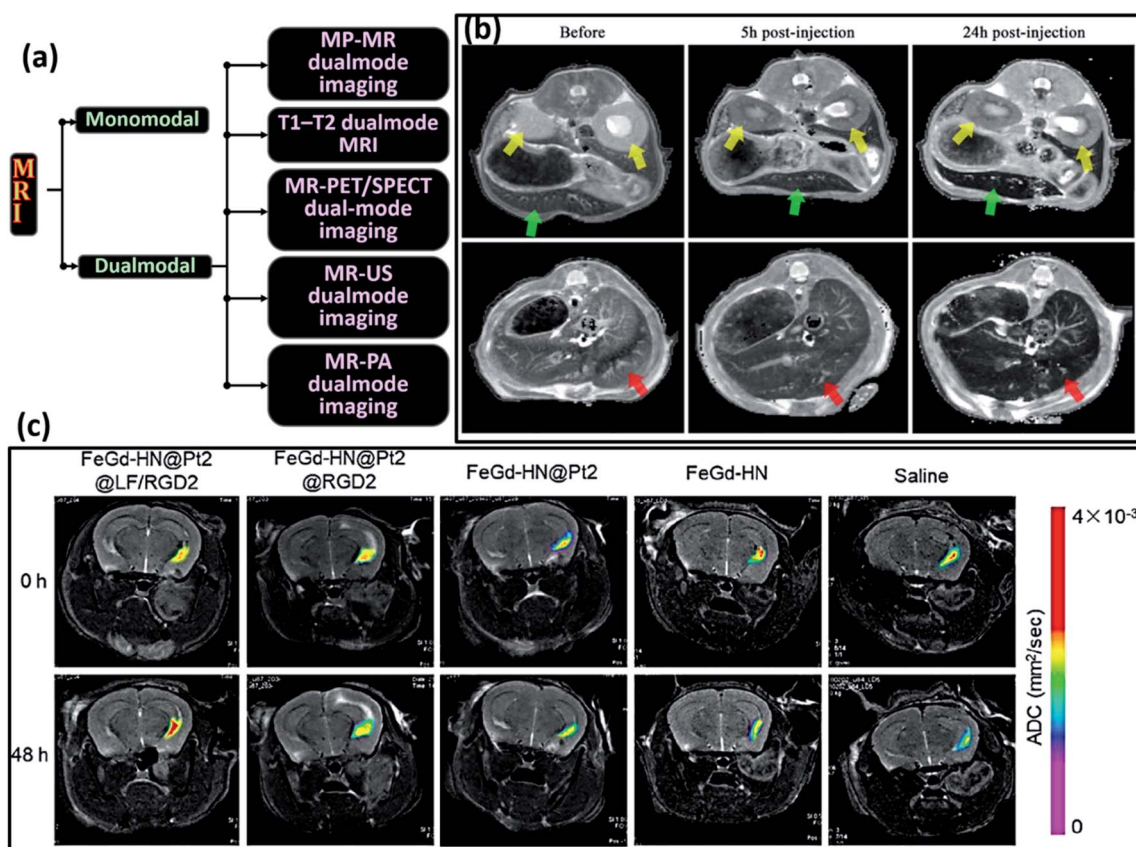 (a)
MRI
Monomodal
Dualmodal
MP-MR
dualmode
imaging
T1–T2 dualmode
MRI
MR-PET/SPECT
dual-mode
imaging
MR-US
dualmode
imaging
MR-PA
dualmode
imaging
(b)
Before
5h post-injection
24h post-injection
(c)
FeGd-HN@Pt2
@LF/RGD2
FeGd-HN@Pt2
@RGD2
FeGd-HN@Pt2
FeGd-HN
Saline
0 h
48 h
4×10-³
ADC (mm²/sec)
0